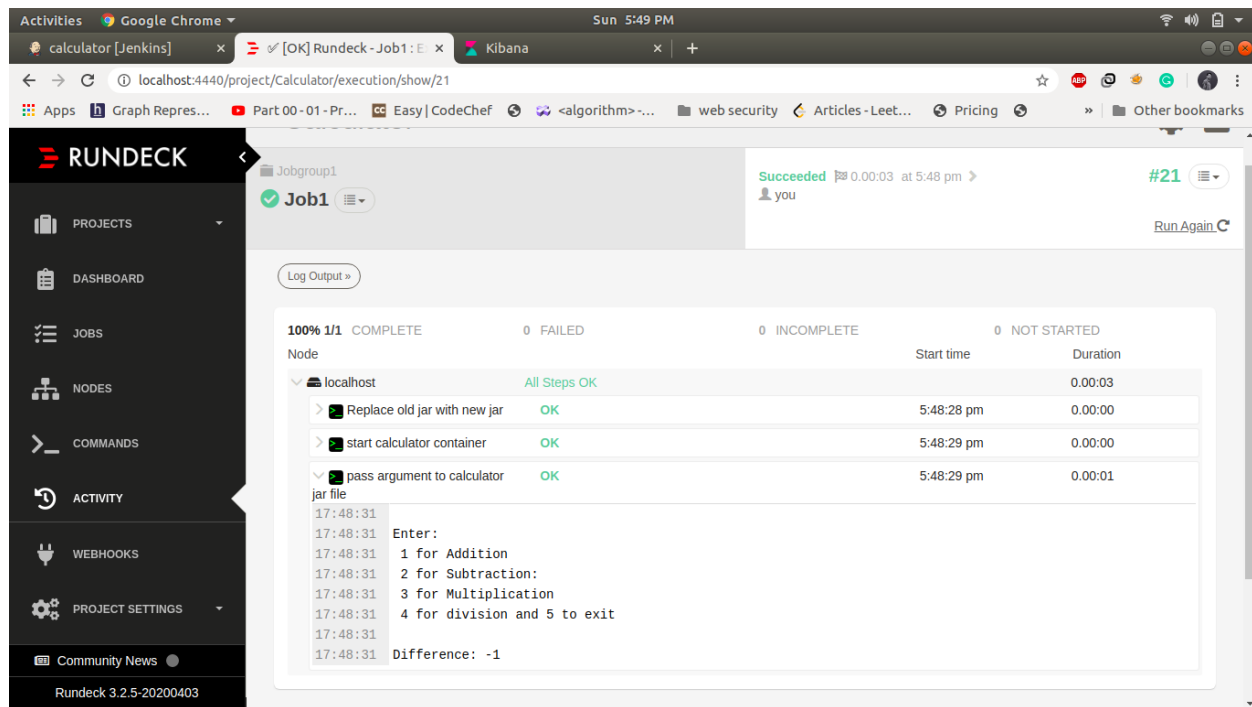 Activities Google Chrome Sun 5:49 PM
calculator [Jenkins] × [OK] Rundeck - Job1 : E × Kibana × +
localhost:4440/project/Calculator/execution/show/21 ABP
Apps Graph Repres... Part 00 - 01 - Pr... CC Easy | CodeChef <algorithm> -... web security Articles - Leet... Pricing » Other bookmarks
RUNDECK
PROJECTS
DASHBOARD
JOBS
NODES
COMMANDS
ACTIVITY
WEBHOOKS
PROJECT SETTINGS
Community News
Rundeck 3.2.5-20200403
Jobgroup1
Job1
Succeeded 0.00:03 at 5:48 pm
you
#21
Run Again
Log Output »
100% 1/1 COMPLETE 0 FAILED 0 INCOMPLETE 0 NOT STARTED
Node Start time Duration
localhost All Steps OK 0.00:03
Replace old jar with new jar OK 5:48:28 pm 0.00:00
start calculator container OK 5:48:29 pm 0.00:00
pass argument to calculator OK 5:48:29 pm 0.00:01
jar file
17:48:31
17:48:31 Enter:
17:48:31 1 for Addition
17:48:31 2 for Subtraction:
17:48:31 3 for Multiplication
17:48:31 4 for division and 5 to exit
17:48:31
17:48:31 Difference: -1